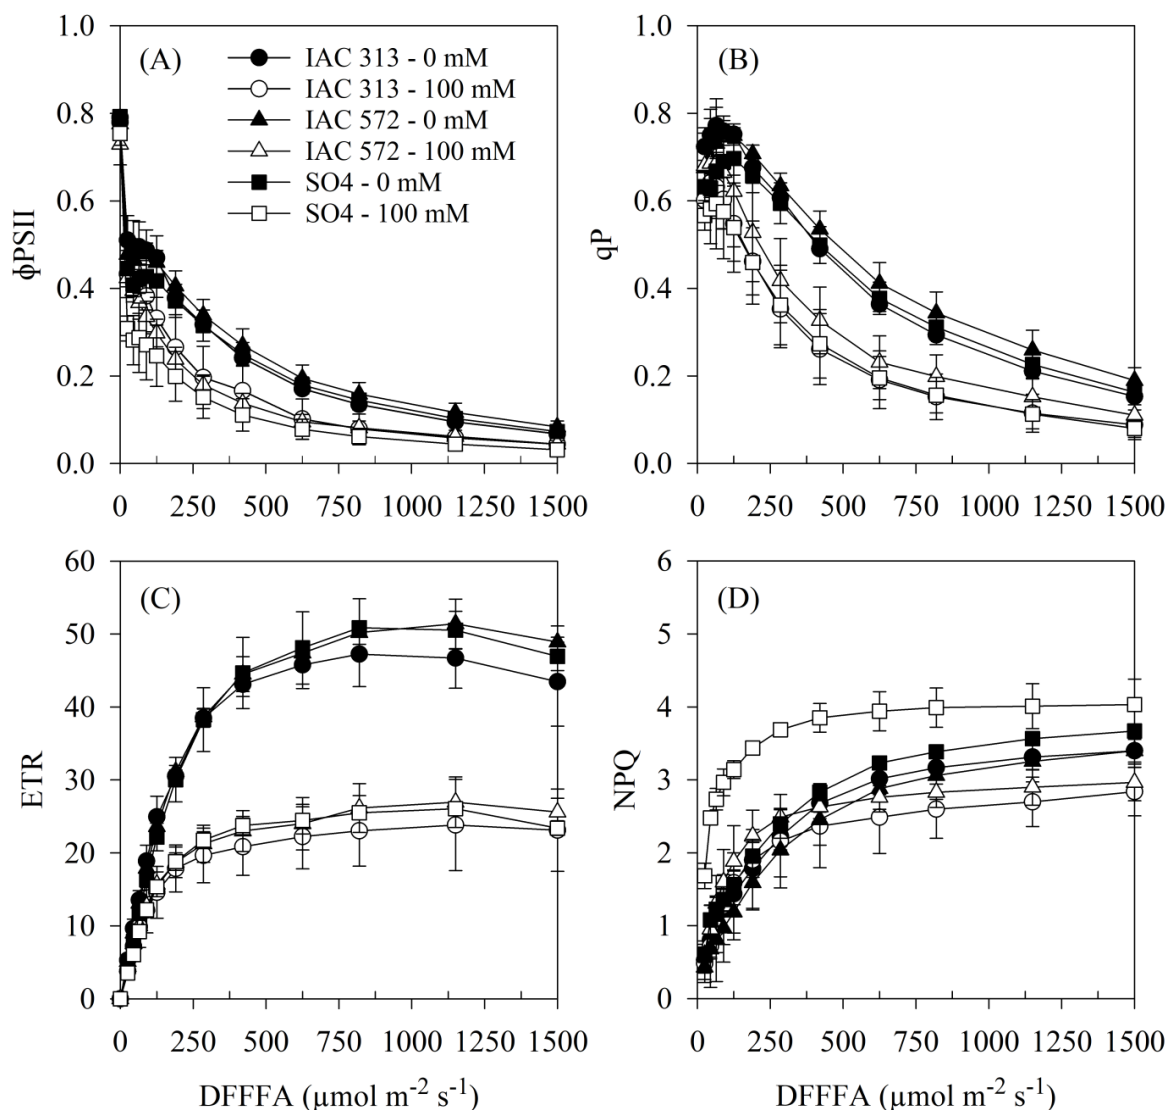 1.0
0.8
0.6
0.4
0.2
0.0
ϕPSII
(A)
IAC 313 - 0 mM
IAC 313 - 100 mM
IAC 572 - 0 mM
IAC 572 - 100 mM
SO4 - 0 mM
SO4 - 100 mM
0 250 500 750 1000 1250 1500
1.0
0.8
0.6
0.4
0.2
0.0
qP
(B)
0 250 500 750 1000 1250 1500
60
50
40
30
20
10
0
ETR
(C)
0 250 500 750 1000 1250 1500
DFFFA (µmol m⁻² s⁻¹)
6
5
4
3
2
1
0
NPQ
(D)
0 250 500 750 1000 1250 1500
DFFFA (µmol m⁻² s⁻¹)